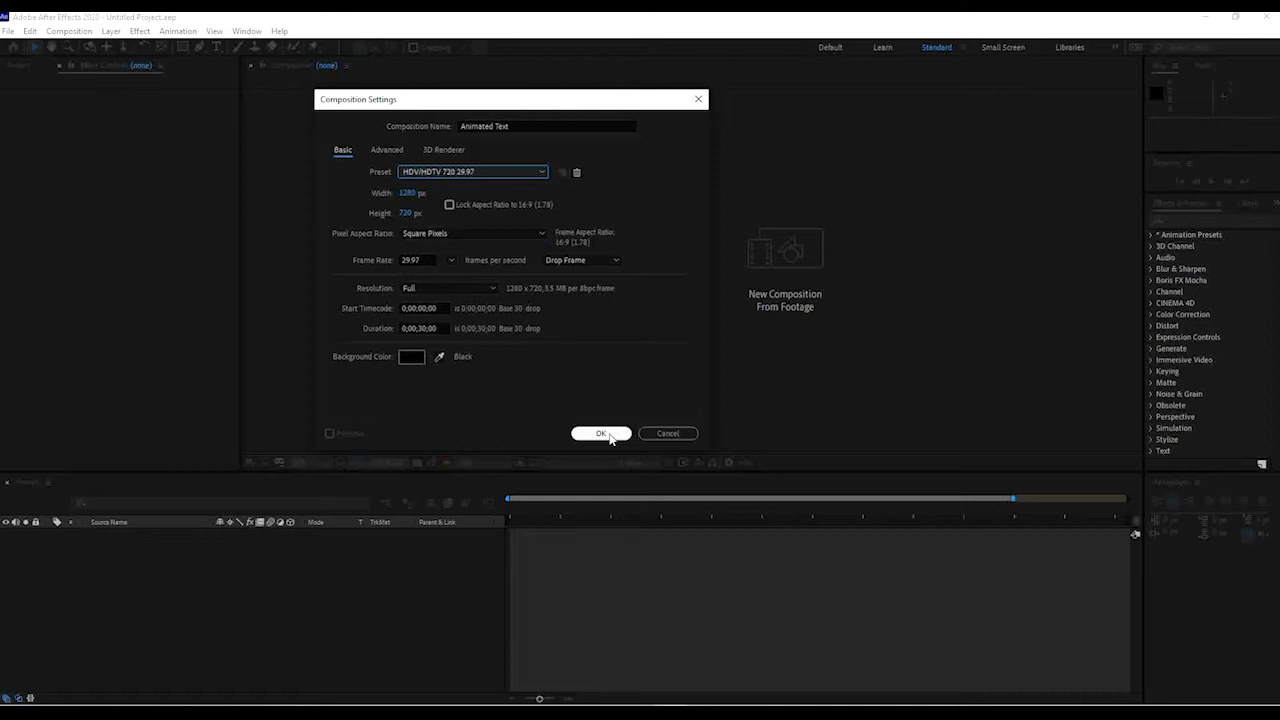 Ae Adobe After Effects 2020 - Untitled Project.aep
File Edit Composition Layer Effect Animation View Window Help
Default Learn Standard Small Screen Libraries »
Effect Controls (none)
Composition (none)
Composition Settings
Composition Name: Animated Text
Basic Advanced 3D Renderer
Preset HDV/HDTV 720 29.97
Width: 1280 px
Lock Aspect Ratio to 16:9 (1.78)
Height: 720 px
Pixel Aspect Ratio: Square Pixels
Frame Aspect Ratio:
16:9 (1.78)
Frame Rate: 29.97 frames per second Drop Frame
Resolution: Full 1280 x 720, 3.5 MB per 8bpc frame
Start Timecode: 0;00;00;00 is 0;00;00;00 Base 30 drop
Duration: 0;00;30;00 is 0;00;30;00 Base 30 drop
Background Color: Black
Preview
OK Cancel
New Composition
From Footage
Effects & Presets
* Animation Presets
3D Channel
Audio
Blur & Sharpen
Boris FX Mocha
Channel
CINEMA 4D
Color Correction
Distort
Expression Controls
Generate
Immersive Video
Keying
Matte
Noise & Grain
Obsolete
Perspective
Simulation
Stylize
Text
Paragraph
# Source Name Mode T TrkMat Parent & Link